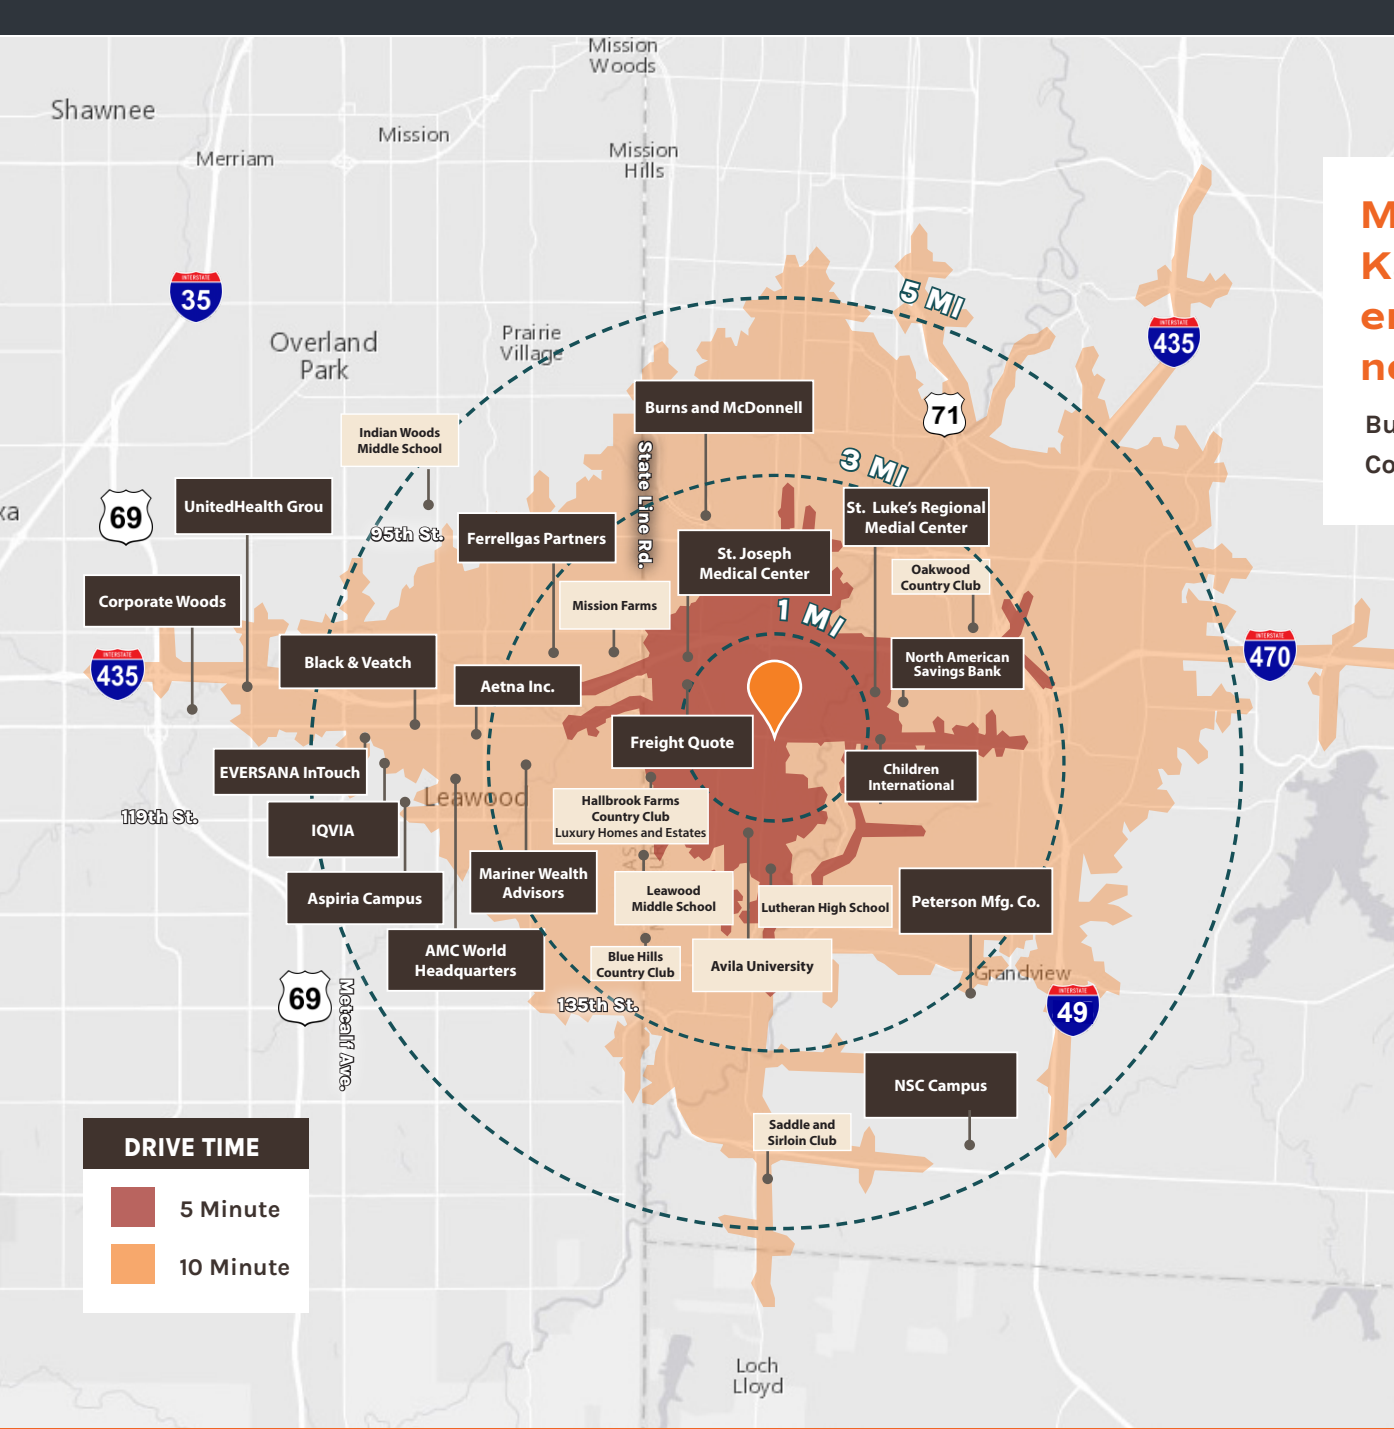 Mission
Woods
Shawnee
Mission
Merriam
Mission
Hills
INTERSTATE
35
5 MI
INTERSTATE
435
Overland
Park
Prairie
Village
Burns and McDonnell
71
Indian Woods
Middle School
State Line Rd.
3 MI
UnitedHealth Grou
69
95th St.
Ferrellgas Partners
St. Luke's Regional
Medial Center
St. Joseph
Medical Center
Oakwood
Country Club
Corporate Woods
Mission Farms
1 MI
INTERSTATE
435
Black & Veatch
Aetna Inc.
North American
Savings Bank
INTERSTATE
470
Freight Quote
EVERSANA InTouch
Children
International
Leawood
119th St.
IQVIA
Hallbrook Farms
Country Club
Luxury Homes and Estates
Mariner Wealth
Advisors
Aspiria Campus
Leawood
Middle School
Lutheran High School
Peterson Mfg. Co.
AMC World
Headquarters
Blue Hills
Country Club
Avila University
Grandview
69
Metcalf Ave.
135th St.
INTERSTATE
49
NSC Campus
Saddle and
Sirloin Club
DRIVE TIME
5 Minute
10 Minute
Loch
Lloyd
M
K
Bu
Co